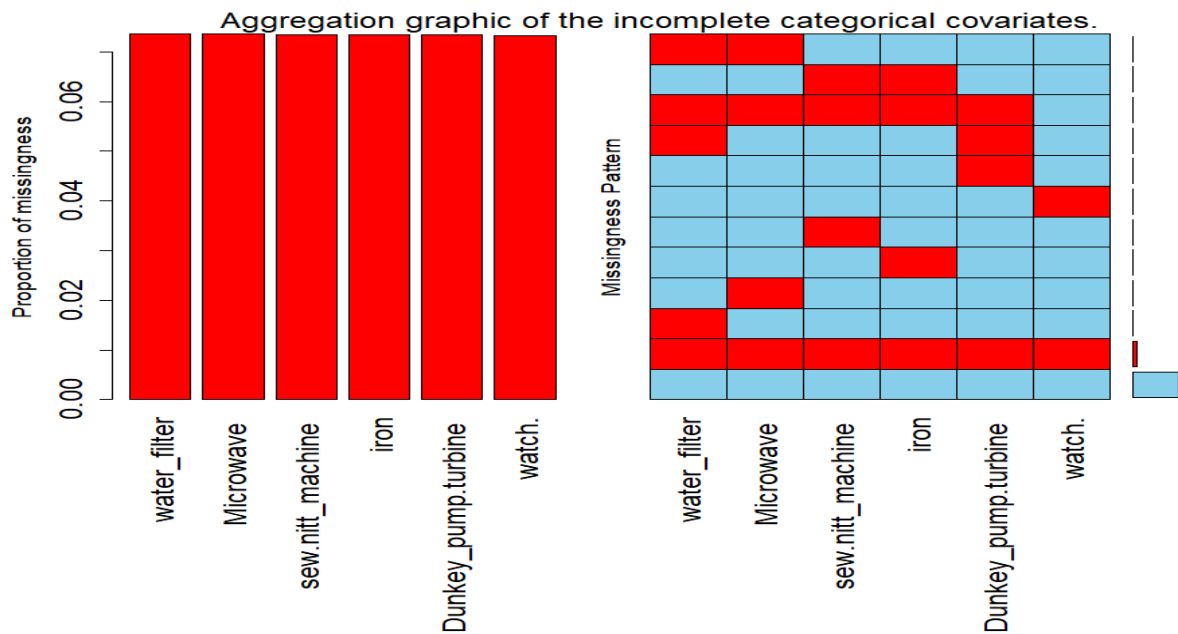 Aggregation graphic of the incomplete categorical covariates.
Proportion of missingness
0.06
0.04
0.02
0.00
water_filter
Microwave
sew.nitt_machine
iron
Dunkey_pump.turbine
watch.
Missingness Pattern
water_filter
Microwave
sew.nitt_machine
iron
Dunkey_pump.turbine
watch.